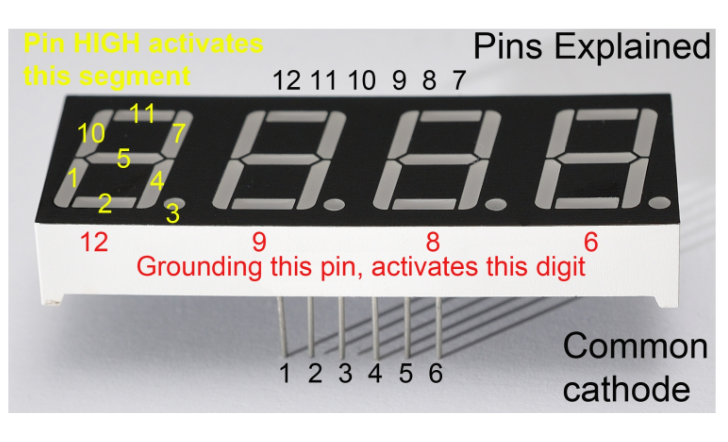 Pin HIGH activates
this segment
Pins Explained
12 11 10 9 8 7
11
10 7
5
1 4
2 3
12 9 8 6
Grounding this pin, activates this digit
1 2 3 4 5 6
Common
cathode